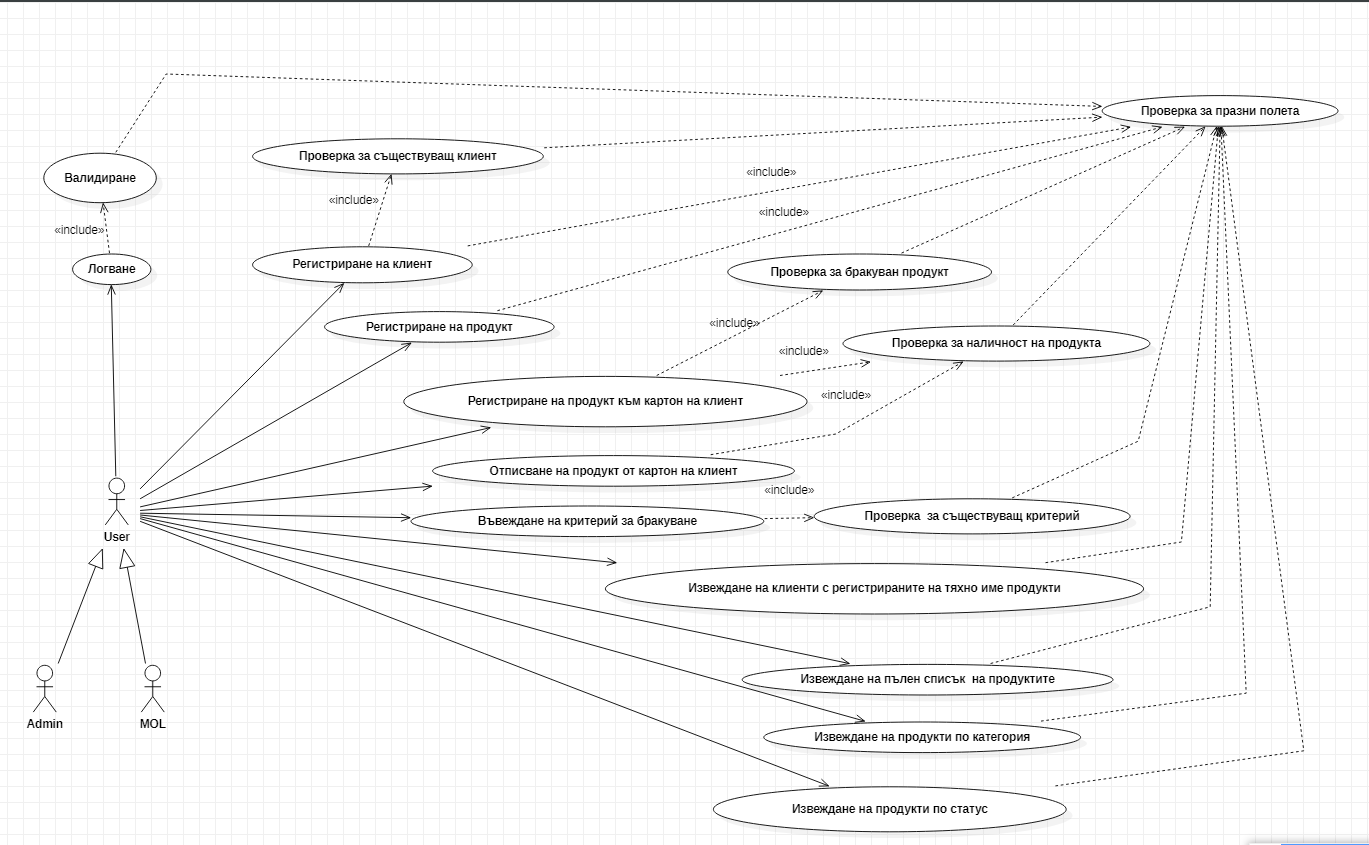 Проверка за празни полета
Проверка за съществуващ клиент
«include»
Валидиране
«include»
«include»
«include»
Регистриране на клиент
Логване
Проверка за бракуван продукт
Регистриране на продукт
«include»
Проверка за наличност на продукта
«include»
«include»
Регистриране на продукт към картон на клиент
Отписване на продукт от картон на клиент
«include»
Въвеждане на критерий за бракуване
Проверка  за съществуващ критерий
User
Извеждане на клиенти с регистрираните на тяхно име продукти
Извеждане на пълен списък  на продуктите
Admin
MOL
Извеждане на продукти по категория
Извеждане на продукти по статус